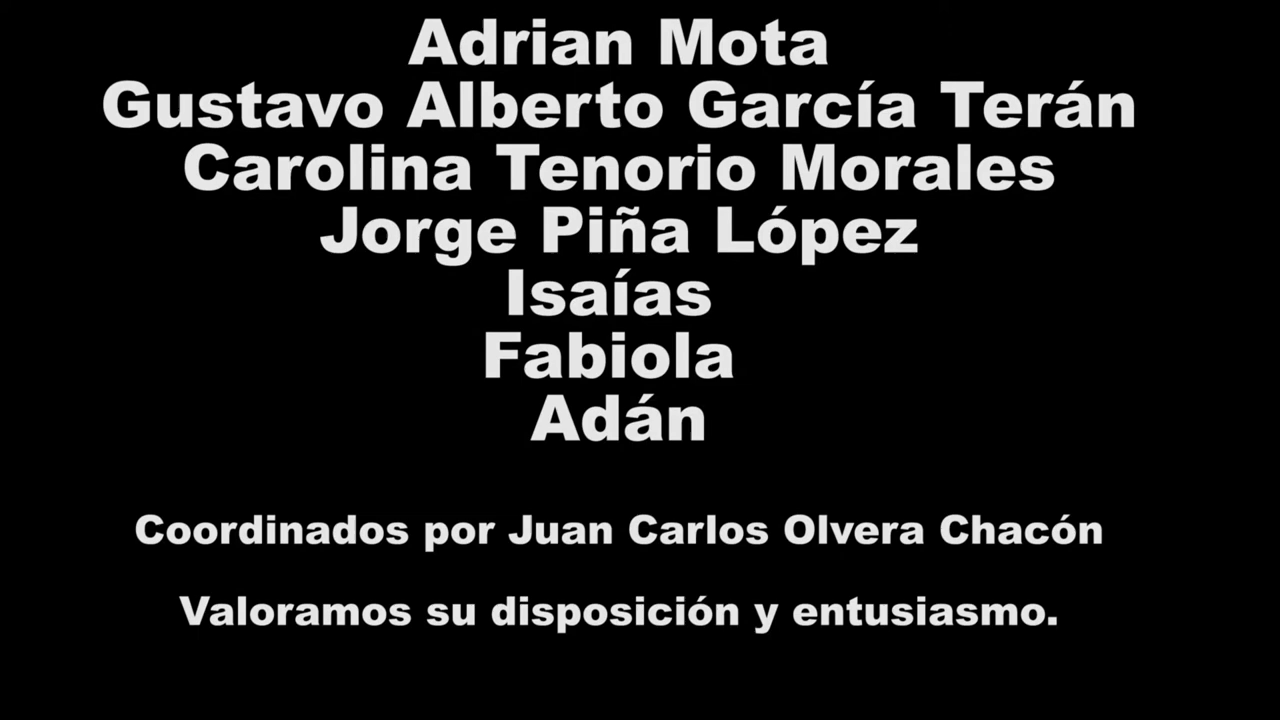 Adrian Mota
Gustavo Alberto García Terán
Carolina Tenorio Morales
Jorge Piña López
Isaías
Fabiola
Adán
Coordinados por Juan Carlos Olvera Chacón
Valoramos su disposición y entusiasmo.